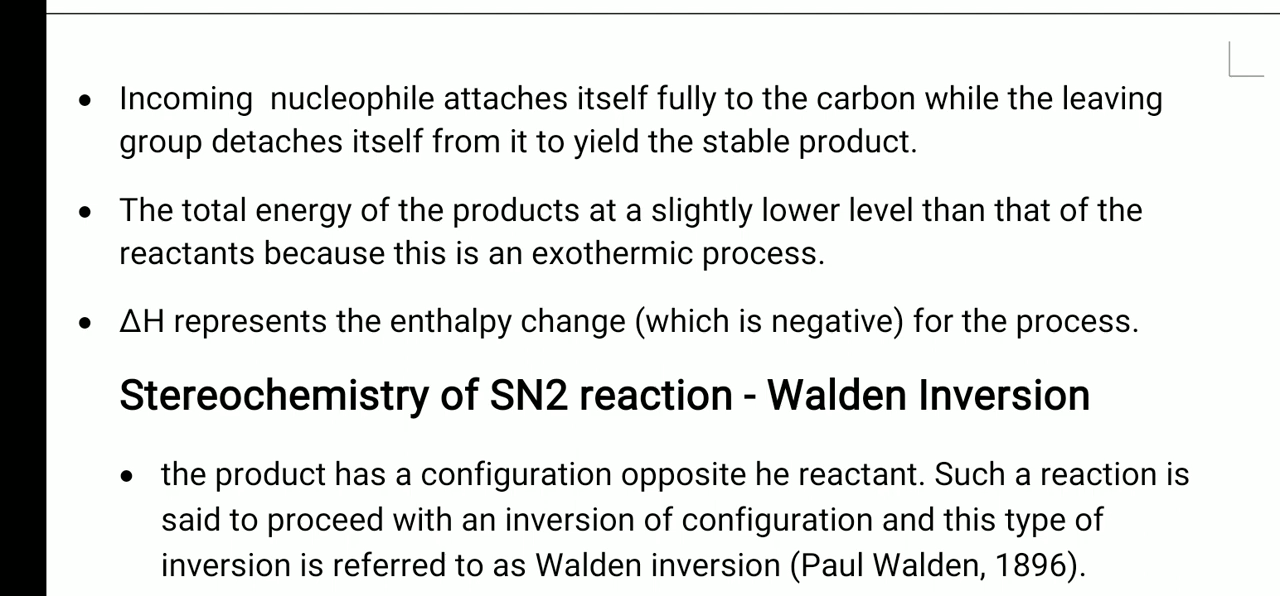 • Incoming  nucleophile attaches itself fully to the carbon while the leaving
group detaches itself from it to yield the stable product.
• The total energy of the products at a slightly lower level than that of the
reactants because this is an exothermic process.
• ΔH represents the enthalpy change (which is negative) for the process.
Stereochemistry of SN2 reaction - Walden Inversion
• the product has a configuration opposite he reactant. Such a reaction is
said to proceed with an inversion of configuration and this type of
inversion is referred to as Walden inversion (Paul Walden, 1896).